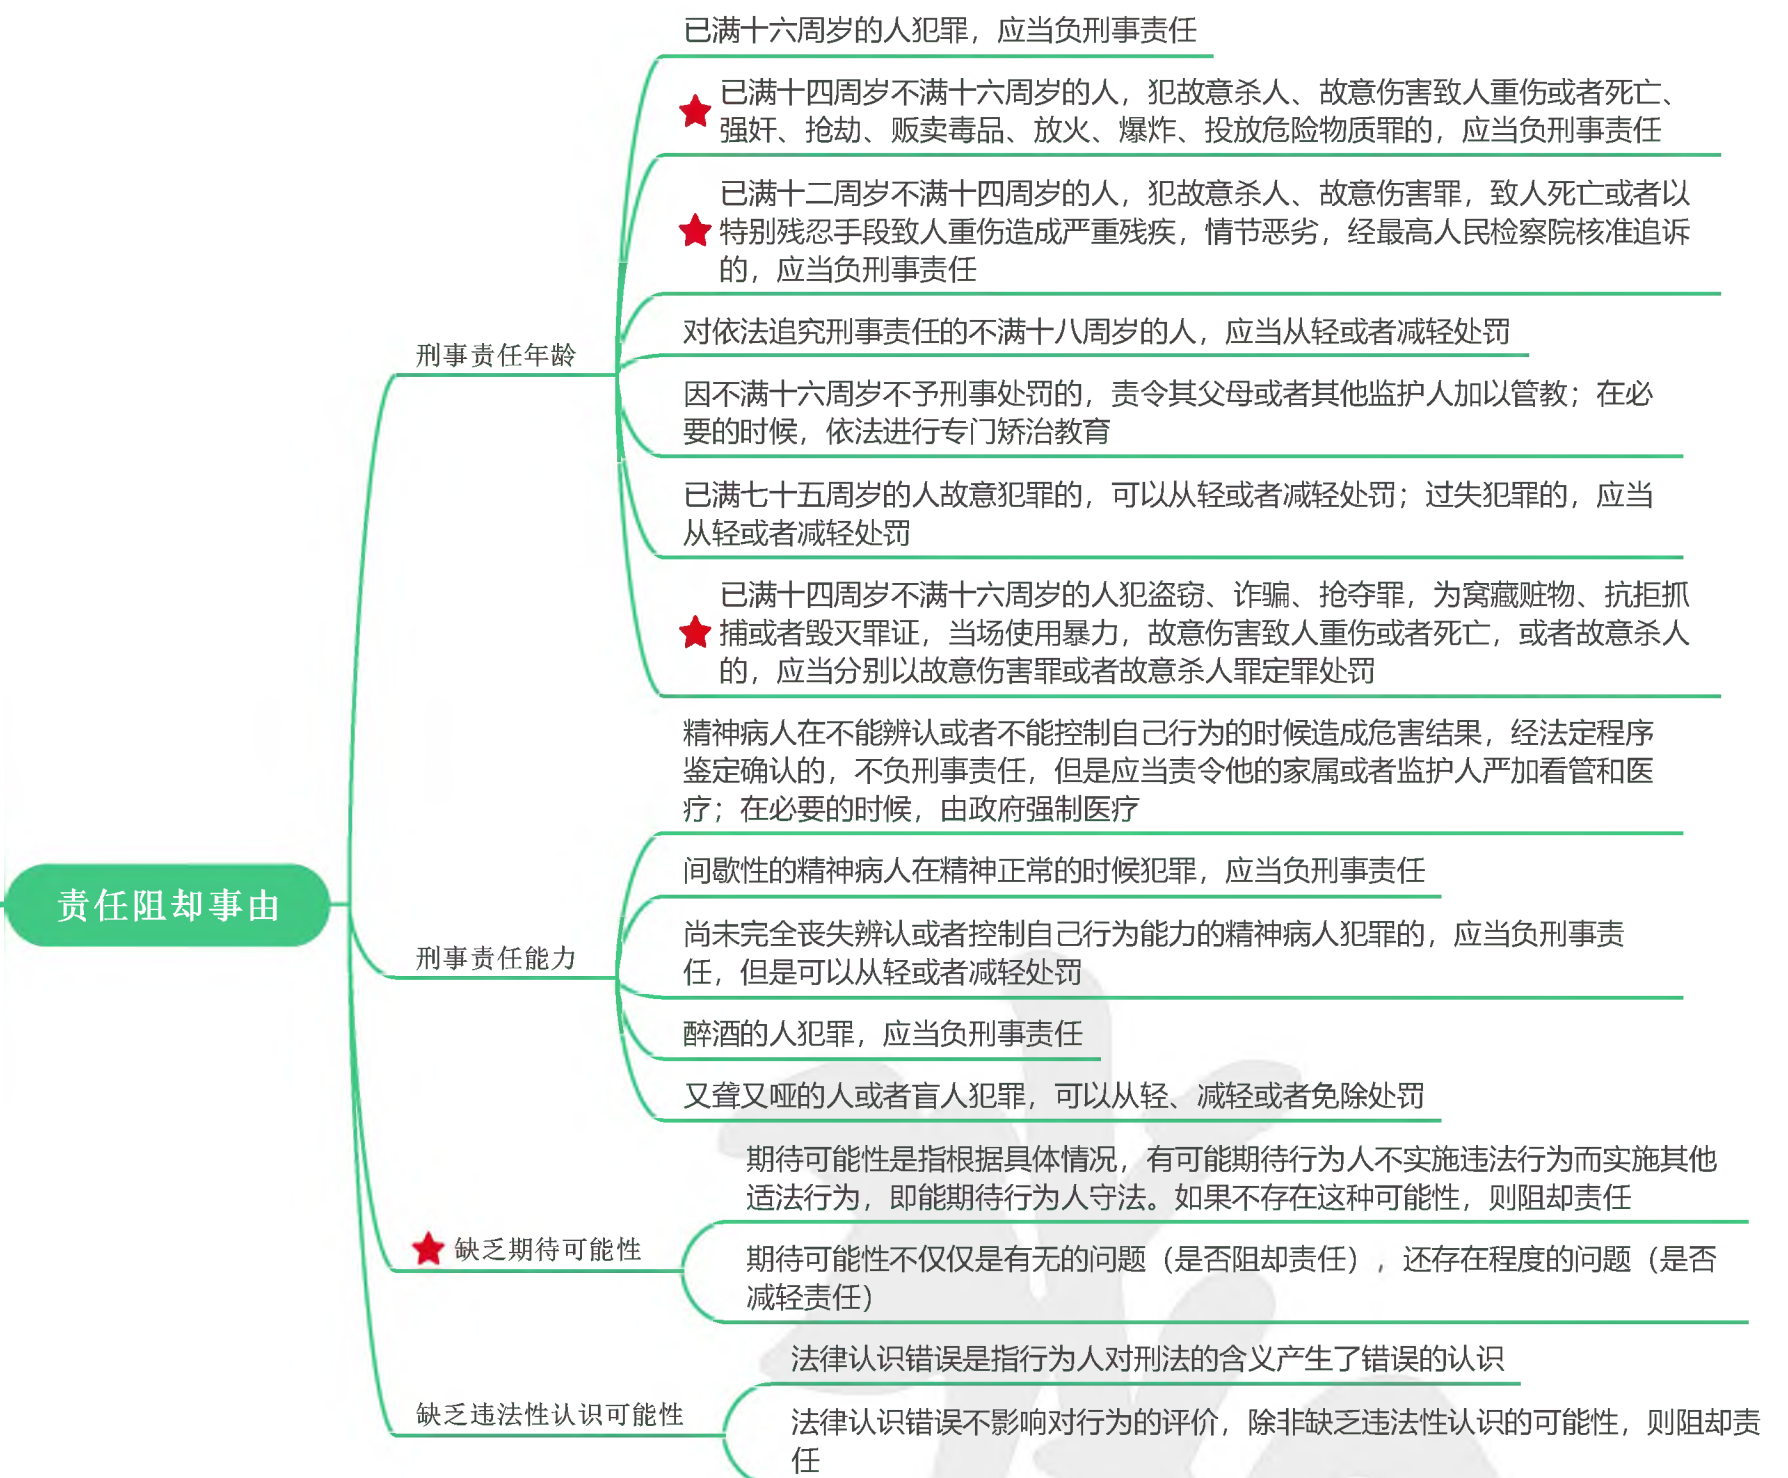 责任阻却事由
刑事责任年龄
已满十六周岁的人犯罪，应当负刑事责任
已满十四周岁不满十六周岁的人，犯故意杀人、故意伤害致人重伤或者死亡、
强奸、抢劫、贩卖毒品、放火、爆炸、投放危险物质罪的，应当负刑事责任
已满十二周岁不满十四周岁的人，犯故意杀人、故意伤害罪，致人死亡或者以
特别残忍手段致人重伤造成严重残疾，情节恶劣，经最高人民检察院核准追诉
的，应当负刑事责任
对依法追究刑事责任的不满十八周岁的人，应当从轻或者减轻处罚
因不满十六周岁不予刑事处罚的，责令其父母或者其他监护人加以管教；在必
要的时候，依法进行专门矫治教育
已满七十五周岁的人故意犯罪的，可以从轻或者减轻处罚；过失犯罪的，应当
从轻或者减轻处罚
已满十四周岁不满十六周岁的人犯盗窃、诈骗、抢夺罪，为窝藏赃物、抗拒抓
捕或者毁灭罪证，当场使用暴力，故意伤害致人重伤或者死亡，或者故意杀人
的，应当分别以故意伤害罪或者故意杀人罪定罪处罚
刑事责任能力
精神病人在不能辨认或者不能控制自己行为的时候造成危害结果，经法定程序
鉴定确认的，不负刑事责任，但是应当责令他的家属或者监护人严加看管和医
疗；在必要的时候，由政府强制医疗
间歇性的精神病人在精神正常的时候犯罪，应当负刑事责任
尚未完全丧失辨认或者控制自己行为能力的精神病人犯罪的，应当负刑事责
任，但是可以从轻或者减轻处罚
醉酒的人犯罪，应当负刑事责任
又聋又哑的人或者盲人犯罪，可以从轻、减轻或者免除处罚
缺乏期待可能性
期待可能性是指根据具体情况，有可能期待行为人不实施违法行为而实施其他
适法行为，即能期待行为人守法。如果不存在这种可能性，则阻却责任
期待可能性不仅仅是有无的问题（是否阻却责任），还存在程度的问题（是否
减轻责任）
缺乏违法性认识可能性
法律认识错误是指行为人对刑法的含义产生了错误的认识
法律认识错误不影响对行为的评价，除非缺乏违法性认识的可能性，则阻却责
任